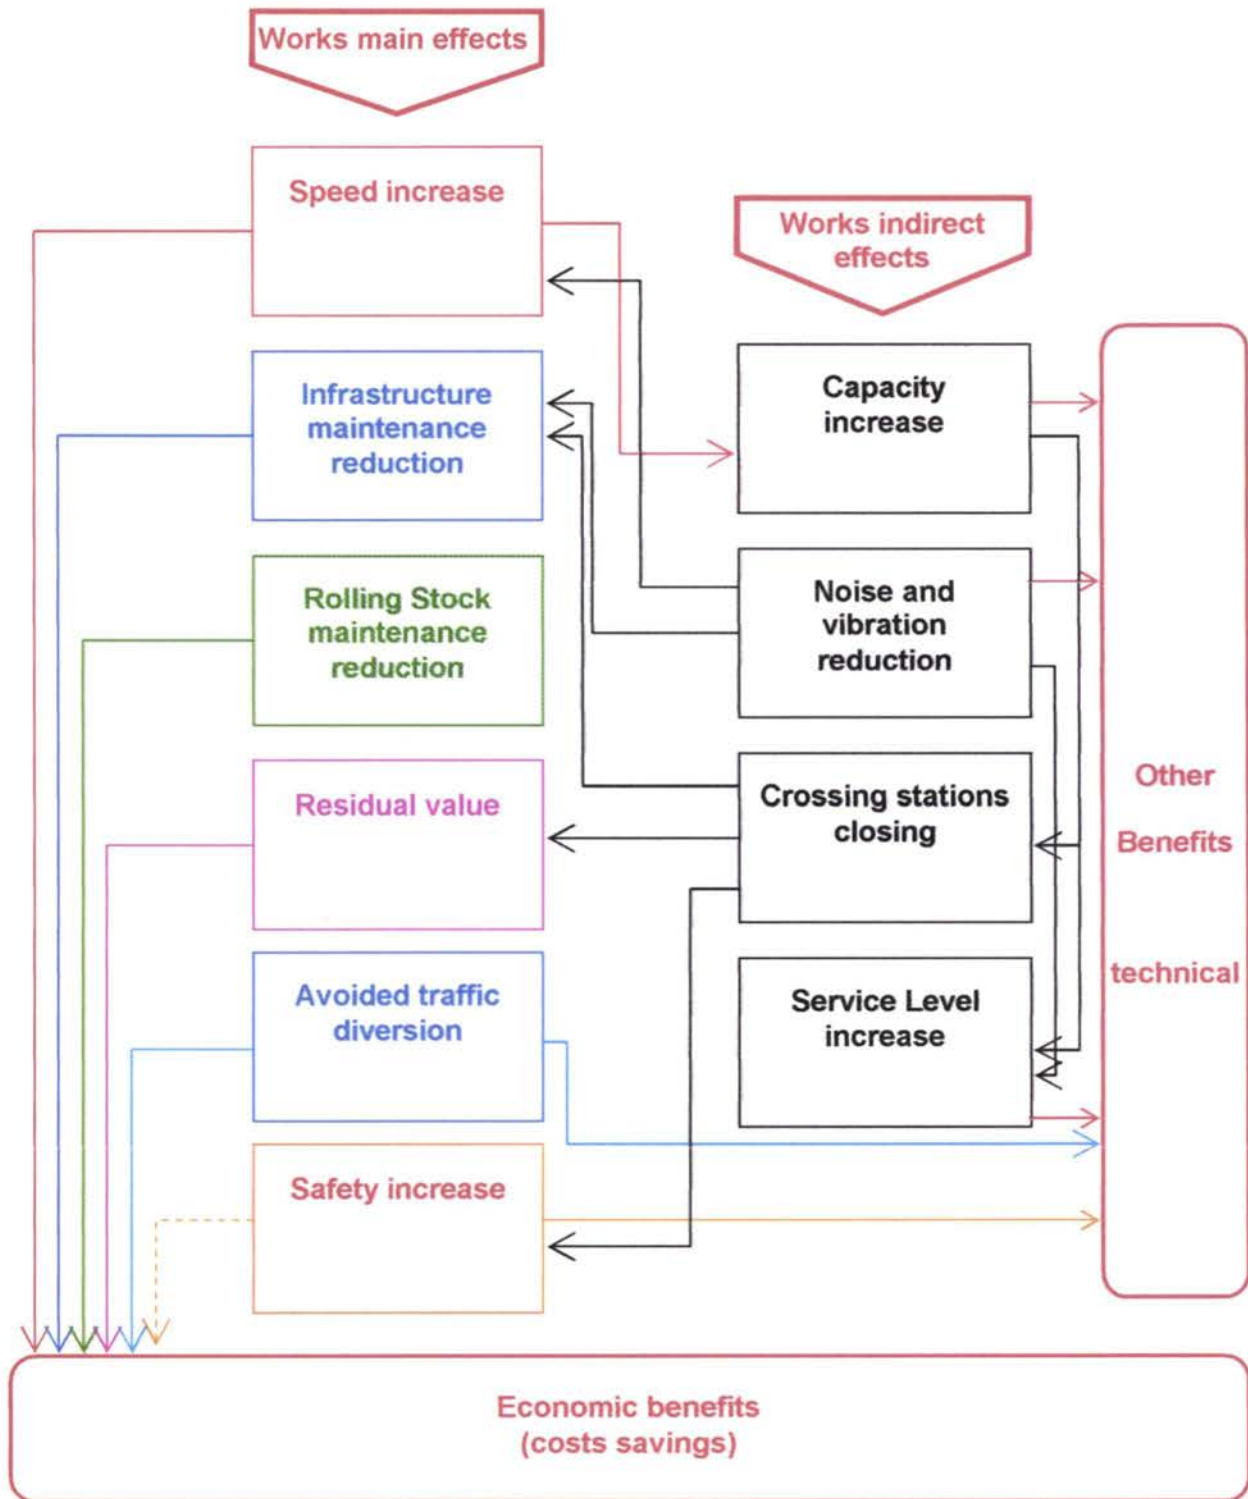 Works main effects
Speed increase
Works indirect
effects
Infrastructure
maintenance
reduction
Capacity
increase
Rolling Stock
maintenance
reduction
Noise and
vibration
reduction
Residual value
Crossing stations
closing
Other
Benefits
technical
Avoided traffic
diversion
Service Level
increase
Safety increase
Economic benefits
(costs savings)